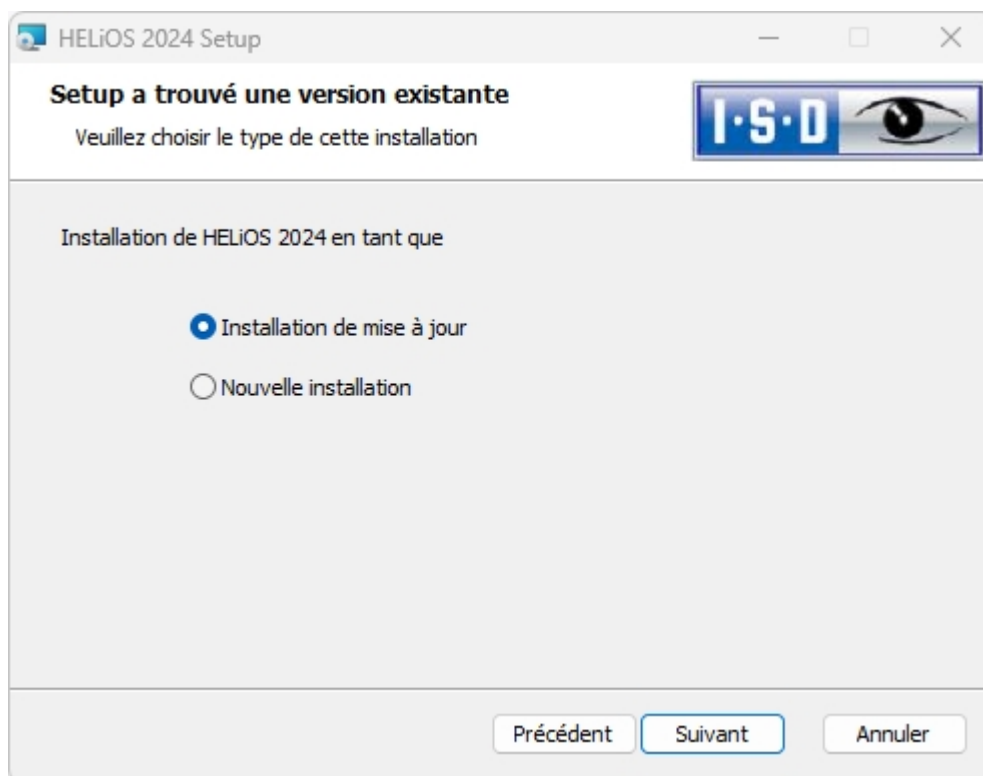 HELiOS 2024 Setup
Setup a trouvé une version existante
Veuillez choisir le type de cette installation
I·S·D
Installation de HELiOS 2024 en tant que
Installation de mise à jour
Nouvelle installation
Précédent Suivant Annuler